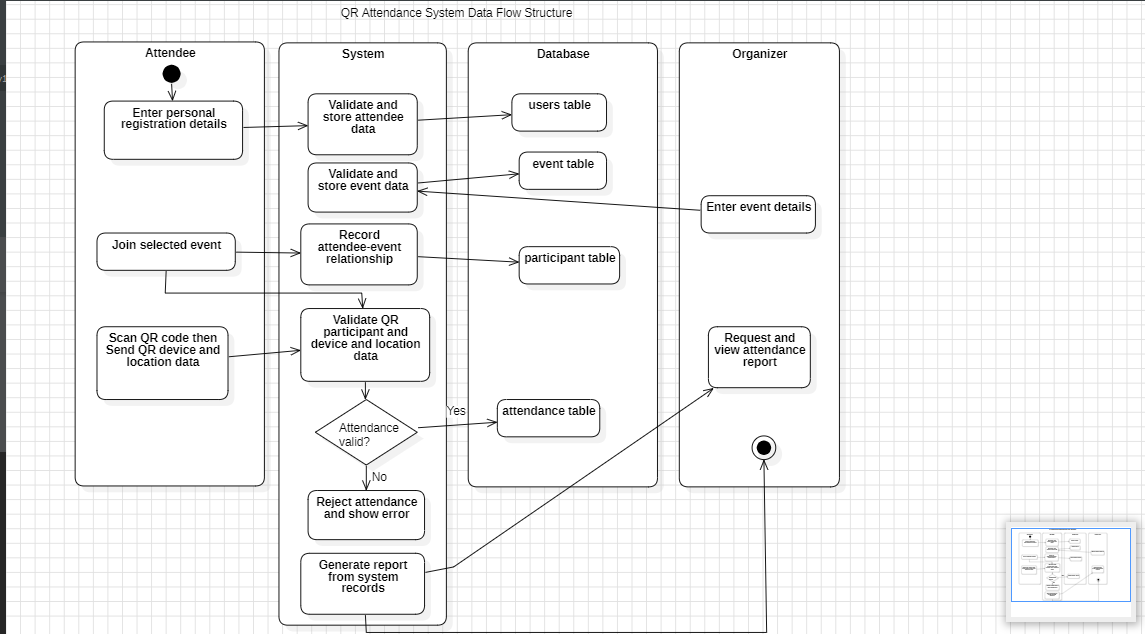 QR Attendance System Data Flow Structure
Attendee
Enter personal
registration details
Join selected event
Scan QR code then
Send QR device and
location data
System
Validate and
store attendee
data
Validate and
store event data
Record
attendee-event
relationship
Validate QR
participant and
device and location
data
Attendance
valid?
Yes
No
Reject attendance
and show error
Generate report
from system
records
Database
users table
event table
participant table
attendance table
Organizer
Enter event details
Request and
view attendance
report